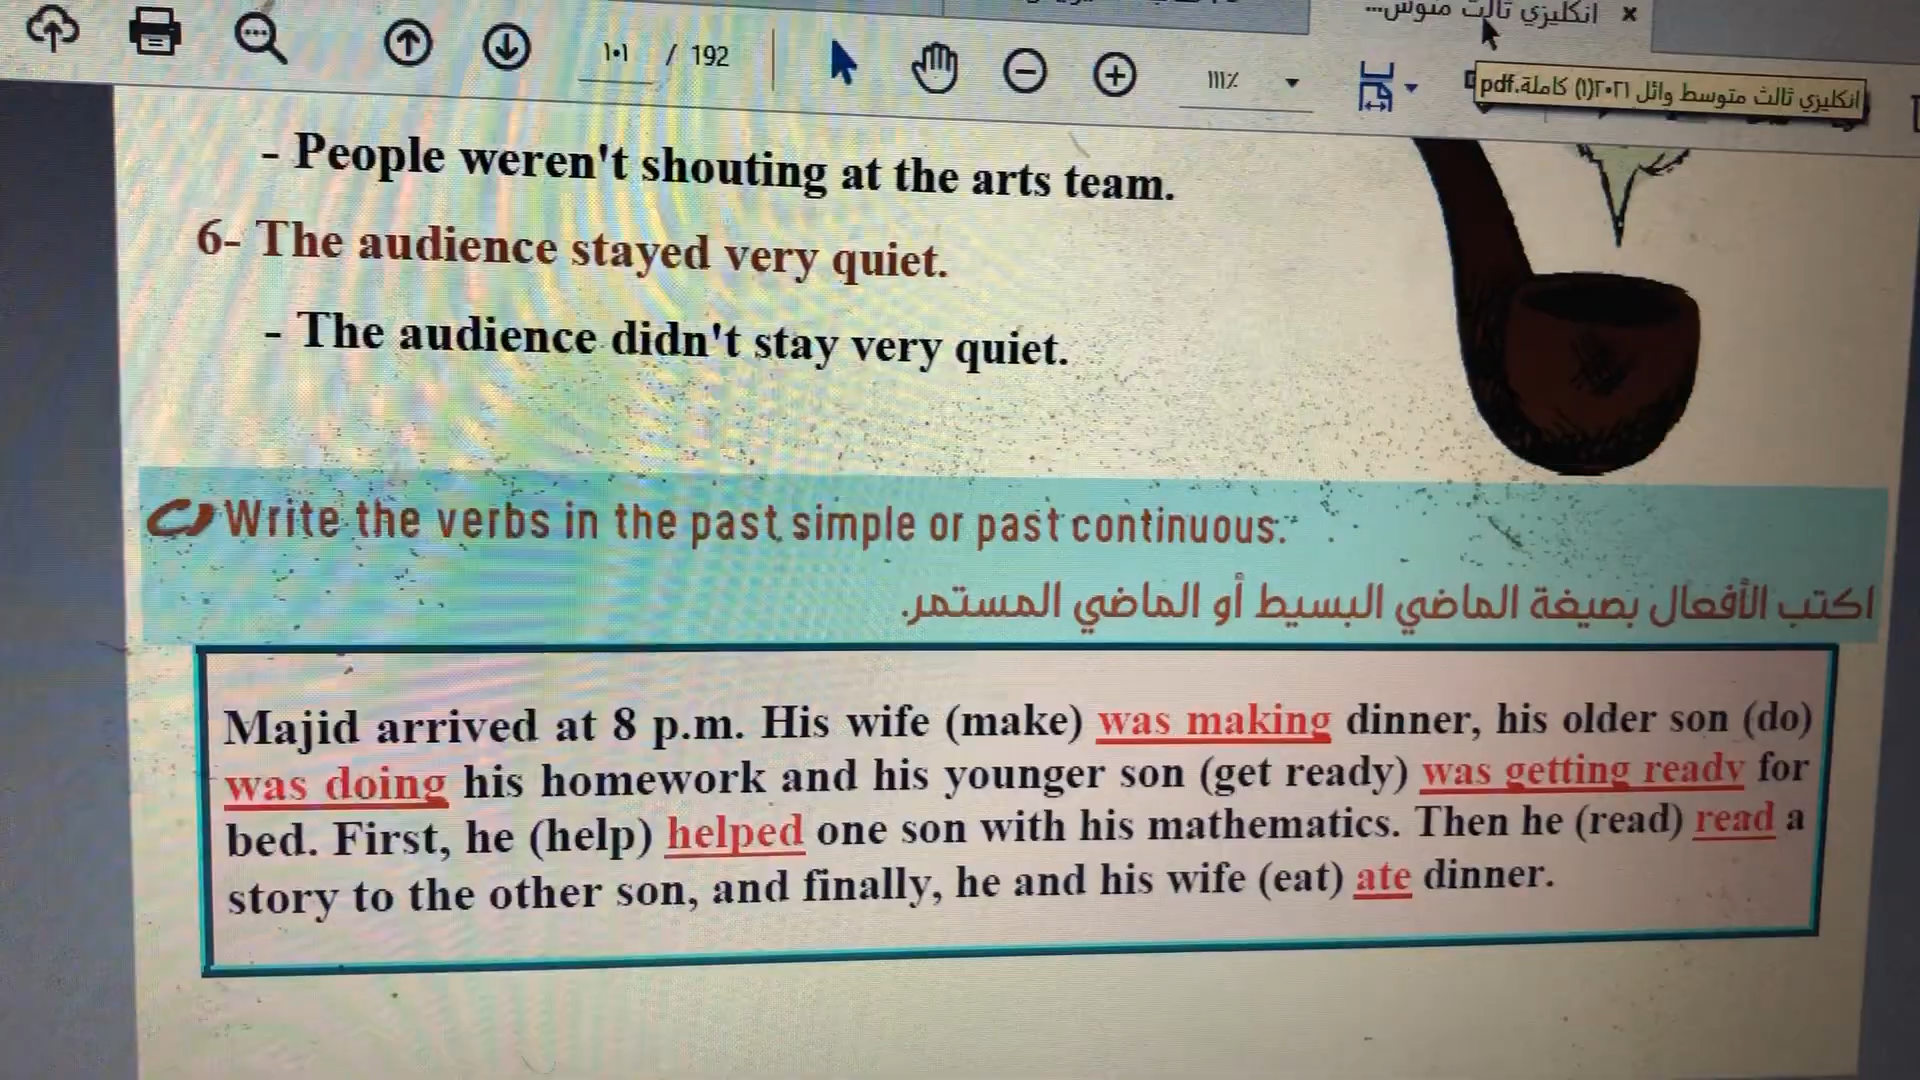 انكليزي ثالث متوس... ×
١٠١ / 192
١١١٪
انكليزي ثالث متوسط وائل ٢٠٢١(١) كاملة.pdf
- People weren't shouting at the arts team.
6- The audience stayed very quiet.
- The audience didn't stay very quiet.
Write the verbs in the past simple or past continuous:
اكتب الأفعال بصيغة الماضي البسيط أو الماضي المستمر.
Majid arrived at 8 p.m. His wife (make) was making dinner, his older son (do)
was doing his homework and his younger son (get ready) was getting ready for
bed. First, he (help) helped one son with his mathematics. Then he (read) read a
story to the other son, and finally, he and his wife (eat) ate dinner.